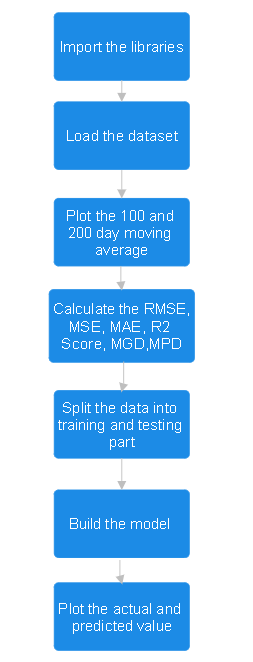 Import the libraries
Load the dataset
Plot the 100 and
200 day moving
average
Calculate the RMSE,
MSE, MAE, R2
Score, MGD,MPD
Split the data into
training and testing
part
Build the model
Plot the actual and
predicted value